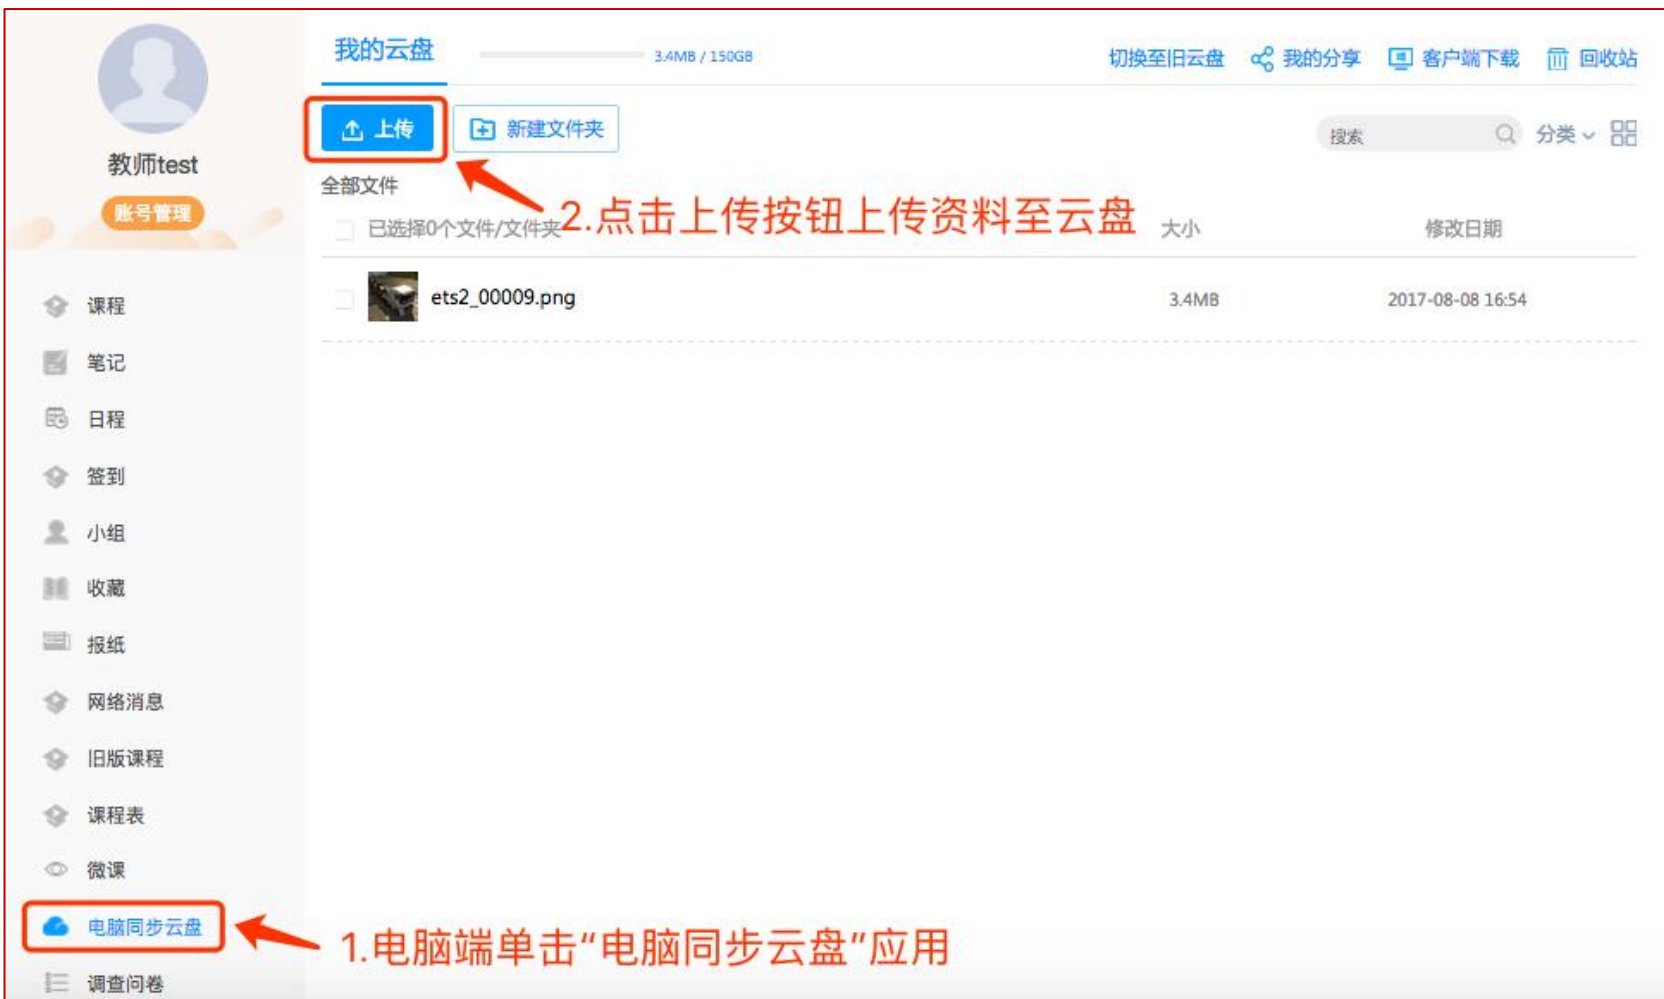 我的云盘 3.4MB / 150GB 切换至旧云盘 我的分享 客户端下载 回收站
上传 新建文件夹 搜索 分类
教师test
账号管理
全部文件
2.点击上传按钮上传资料至云盘
已选择0个文件/文件夹 大小 修改日期
ets2_00009.png 3.4MB 2017-08-08 16:54
课程
笔记
日程
签到
小组
收藏
报纸
网络消息
旧版课程
课程表
微课
电脑同步云盘
1.电脑端单击“电脑同步云盘”应用
调查问卷